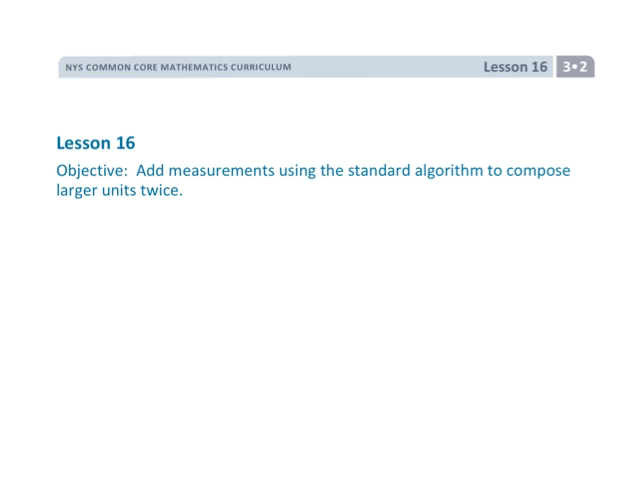 NYS COMMON CORE MATHEMATICS CURRICULUM Lesson 16 3•2
Lesson 16
Objective: Add measurements using the standard algorithm to compose
larger units twice.